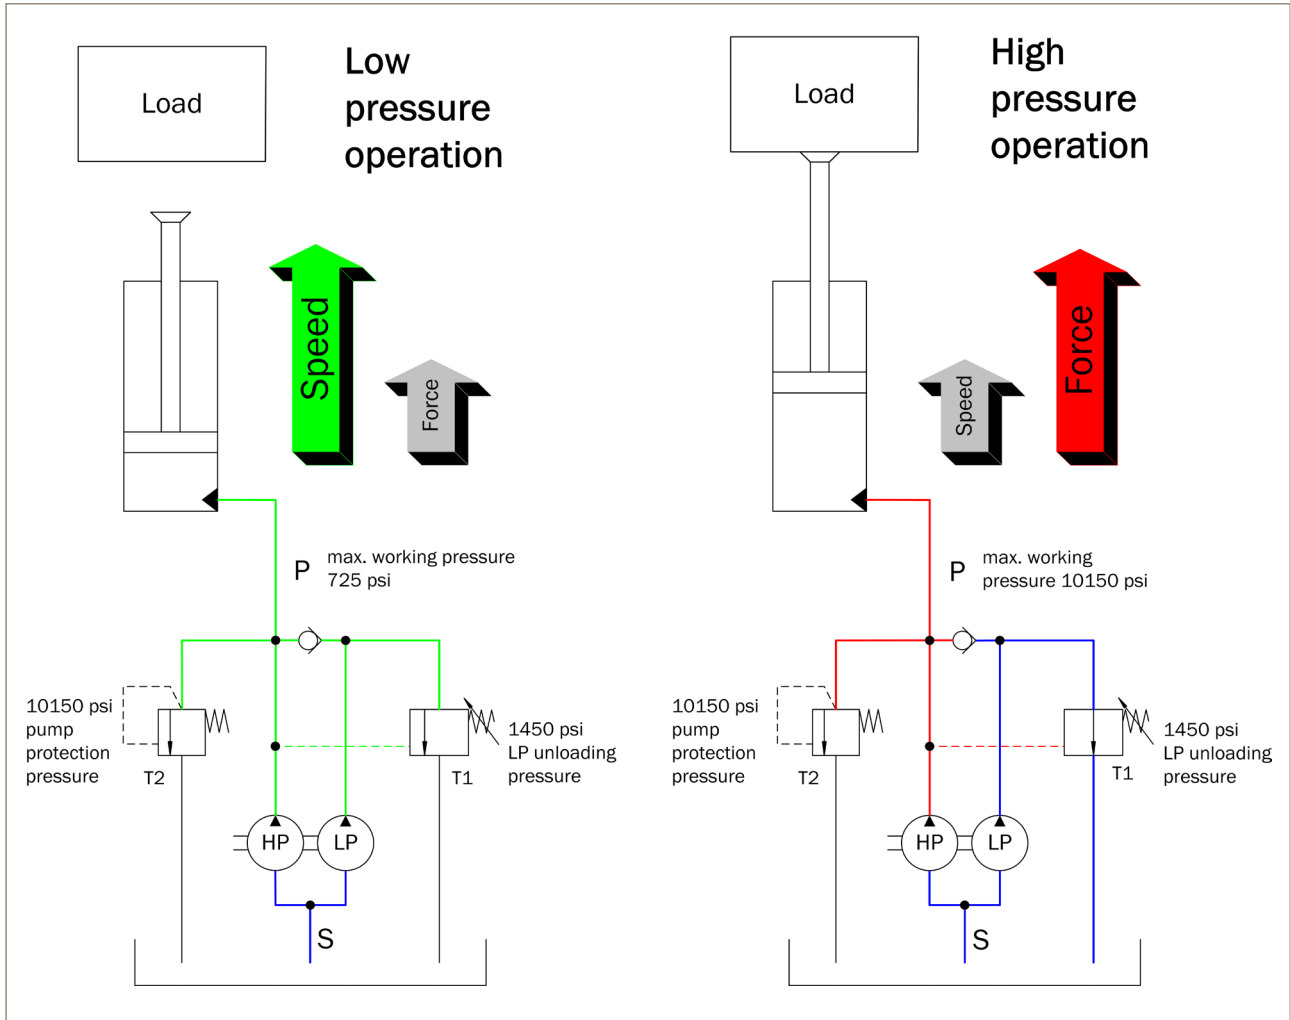 Load
Low
pressure
operation
Speed
Force
P
max. working pressure
725 psi
10150 psi
pump
protection
pressure
T2
T1
1450 psi
LP unloading
pressure
HP
LP
S
Load
High
pressure
operation
Speed
Force
P
max. working
pressure 10150 psi
10150 psi
pump
protection
pressure
T2
T1
1450 psi
LP unloading
pressure
HP
LP
S